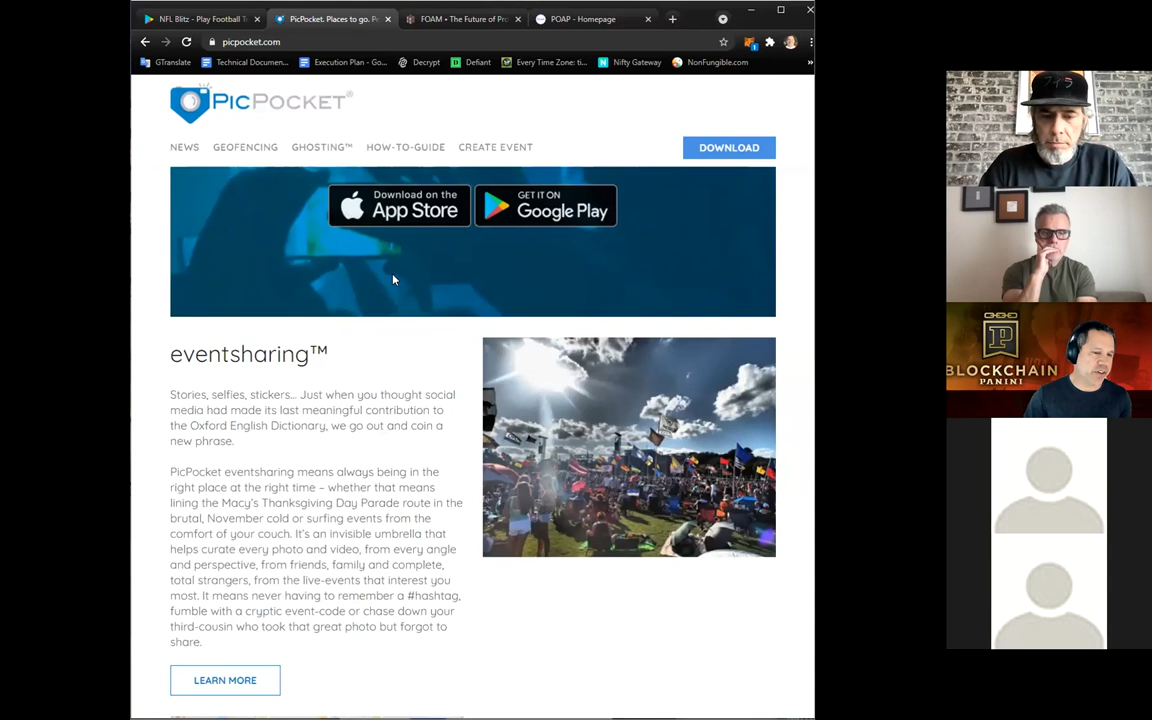 NFL Blitz - Play Football T
PicPocket. Places to go. P
FOAM • The Future of Pro
POAP - Homepage
picpocket.com
GTranslate
Technical Documen...
Execution Plan - Go...
Decrypt
Defiant
Every Time Zone: ti...
Nifty Gateway
NonFungible.com
PICPOCKET®
NEWS
GEOFENCING
GHOSTING™
HOW-TO-GUIDE
CREATE EVENT
DOWNLOAD
Download on the
App Store
GET IT ON
Google Play
eventsharing™
Stories, selfies, stickers... Just when you thought social
media had made its last meaningful contribution to
the Oxford English Dictionary, we go out and coin a
new phrase.
PicPocket eventsharing means always being in the
right place at the right time – whether that means
lining the Macy's Thanksgiving Day Parade route in the
brutal, November cold or surfing events from the
comfort of your couch. It's an invisible umbrella that
helps curate every photo and video, from every angle
and perspective, from friends, family and complete,
total strangers, from the live-events that interest you
most. It means never having to remember a #hashtag,
fumble with a cryptic event-code or chase down your
third-cousin who took that great photo but forgot to
share.
LEARN MORE
P
BLOCKCHAIN
PANINI